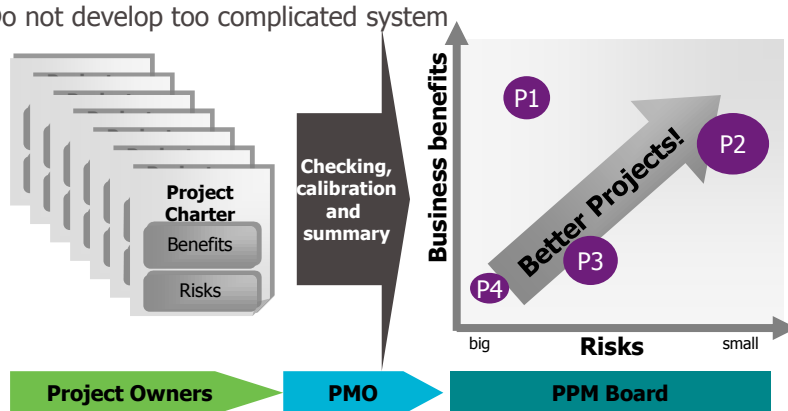 Do not develop too complicated system
Project
Charter
Benefits
Risks
Checking,
calibration
and
summary
Business benefits
P1
P2
P3
P4
Better Projects!
big
Risks
small
Project Owners
PMO
PPM Board